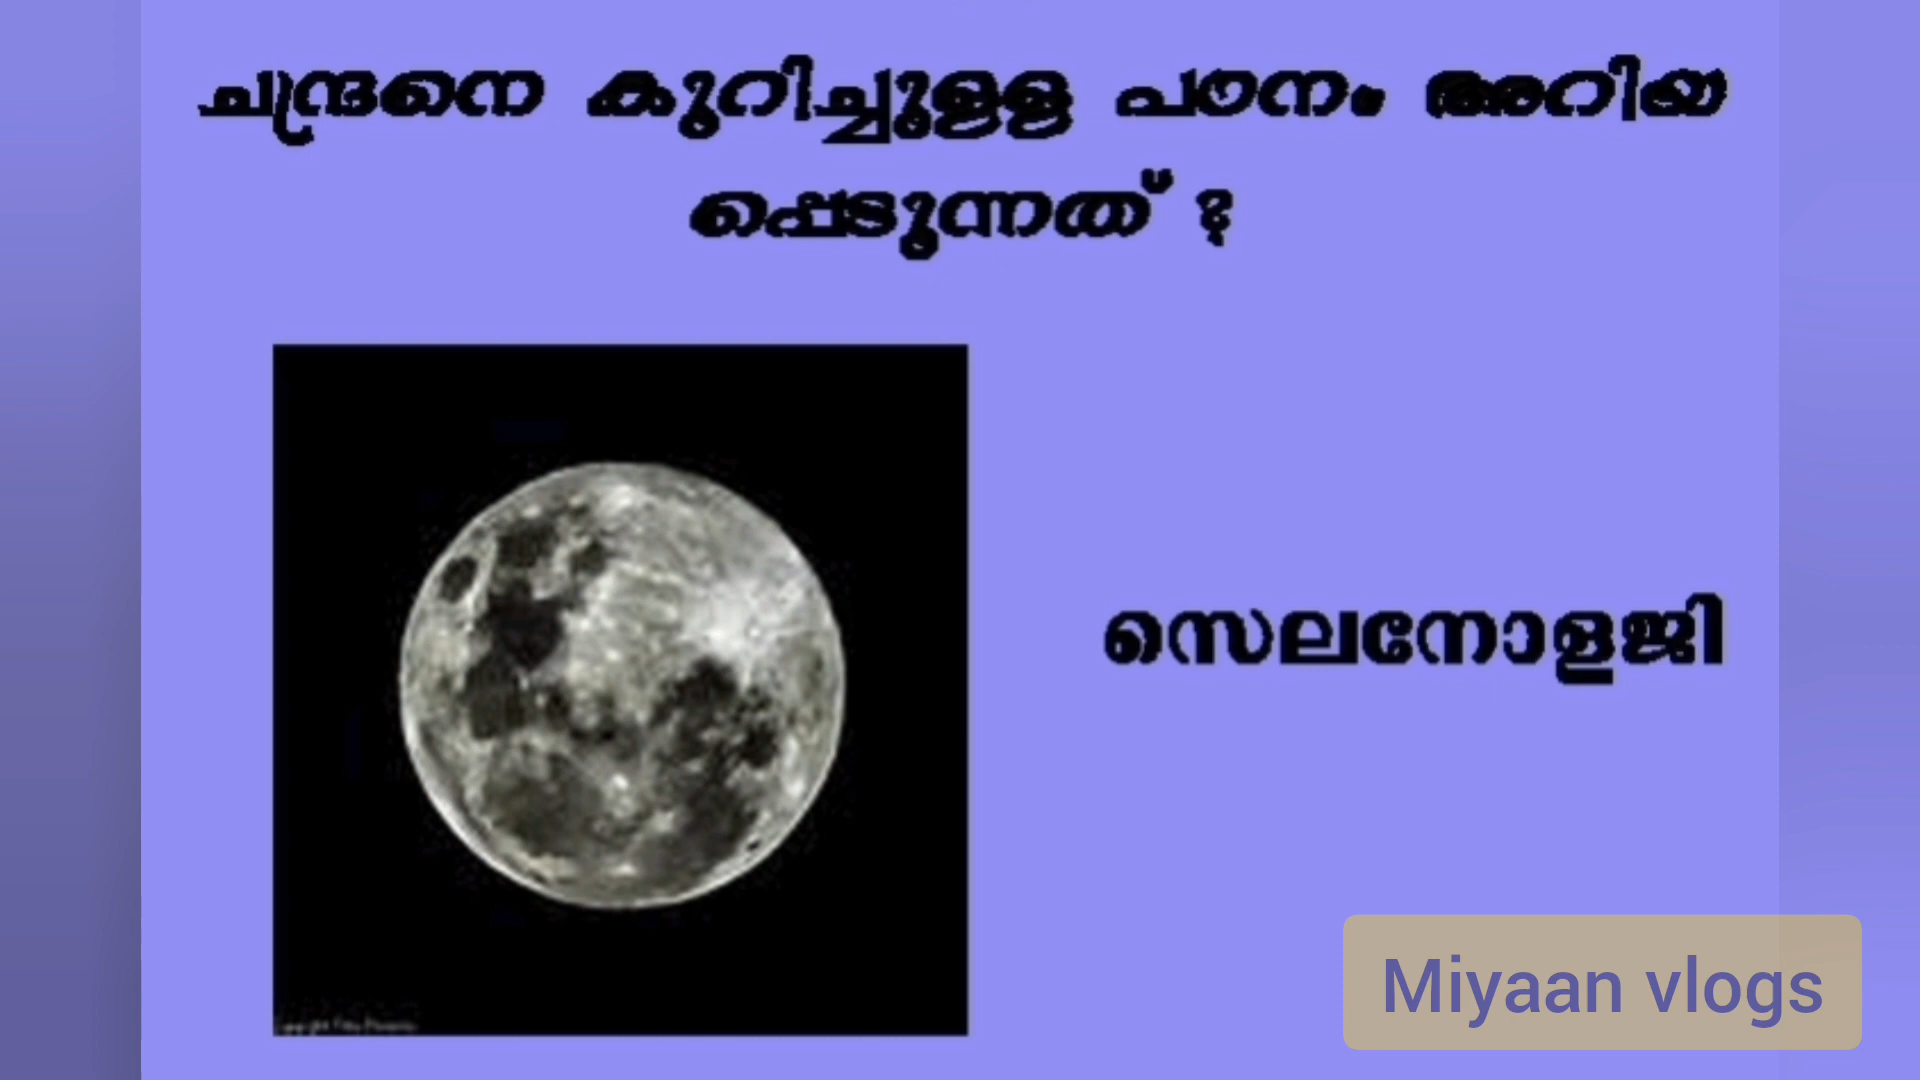 ചന്ദ്രനെ കുറിച്ചുള്ള പഠനം അറിയ
പ്പെടുന്നത് ?
സെലനോളജി
Miyaan vlogs